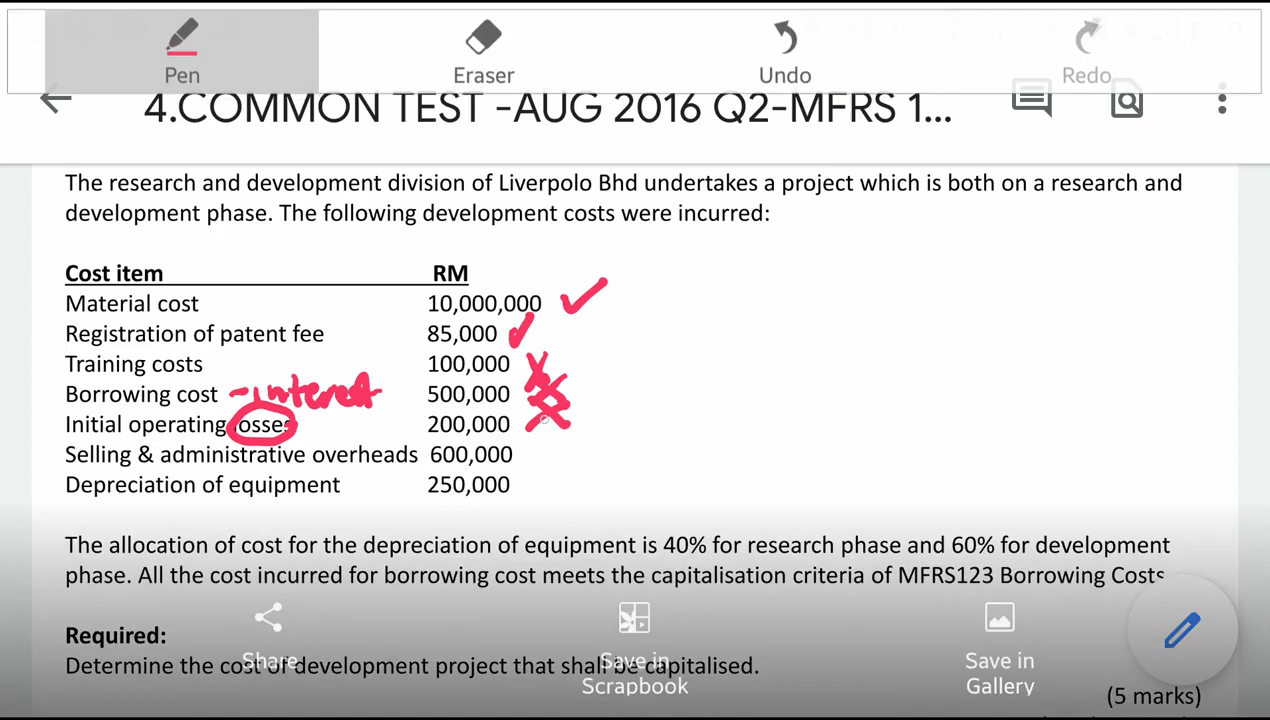 Pen
Eraser
Undo
Redo
4.COMMON TEST -AUG 2016 Q2-MFRS 1...
The research and development division of Liverpolo Bhd undertakes a project which is both on a research and
development phase. The following development costs were incurred:
Cost item RM
Material cost 10,000,000
Registration of patent fee 85,000
Training costs 100,000
Borrowing cost - interest 500,000
Initial operating losses 200,000
Selling & administrative overheads 600,000
Depreciation of equipment 250,000
The allocation of cost for the depreciation of equipment is 40% for research phase and 60% for development
phase. All the cost incurred for borrowing cost meets the capitalisation criteria of MFRS123 Borrowing Costs
Required:
Determine the cost of development project that shall be capitalised.
Share
Save in
Scrapbook
Save in
Gallery
(5 marks)